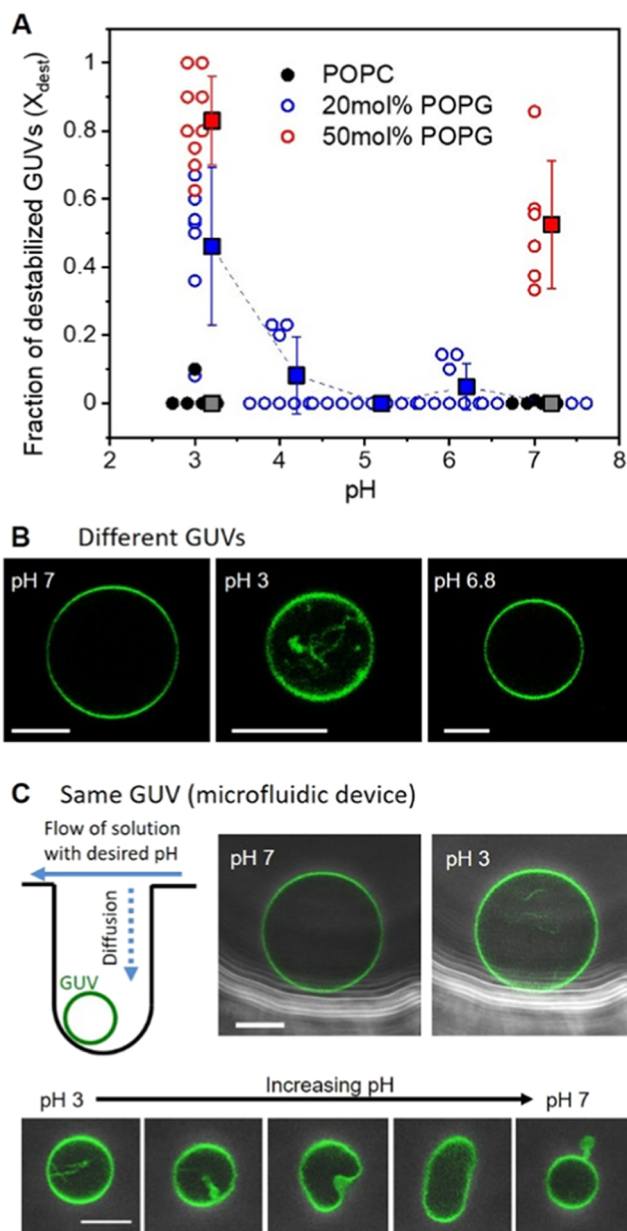 A
Fraction of destabilized GUVs (Xdest)
1
0.8
0.6
0.4
0.2
0
POPC
20mol% POPG
50mol% POPG
2 3 4 5 6 7 8
pH
B Different GUVs
pH 7 pH 3 pH 6.8
C Same GUV (microfluidic device)
Flow of solution
with desired pH
Diffusion
GUV
pH 7 pH 3
Increasing pH
pH 3 pH 7